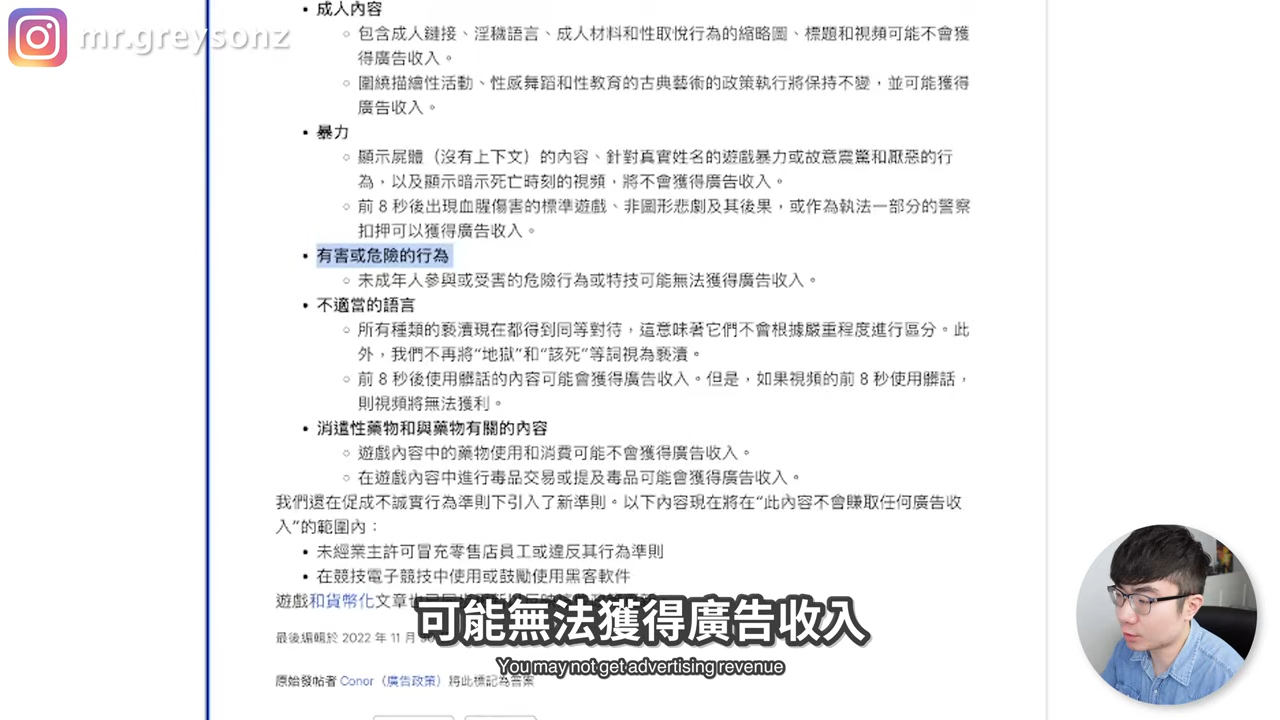 mr.greysonz
• 成人內容
○ 包含成人鏈接、淫穢語言、成人材料和性取悅行為的縮略圖、標題和視頻可能不會獲
得廣告收入。
○ 圍繞描繪性活動、性感舞蹈和性教育的古典藝術的政策執行將保持不變，並可能獲得
廣告收入。
• 暴力
○ 顯示屍體（沒有上下文）的內容、針對真實姓名的遊戲暴力或故意震驚和厭惡的行
為，以及顯示暗示死亡時刻的視頻，將不會獲得廣告收入。
○ 前 8 秒後出現血腥傷害的標準遊戲、非圖形悲劇及其後果，或作為執法一部分的警察
扣押可以獲得廣告收入。
• 有害或危險的行為
○ 未成年人參與或受害的危險行為或特技可能無法獲得廣告收入。
• 不適當的語言
○ 所有種類的褻瀆現在都得到同等對待，這意味著它們不會根據嚴重程度進行區分。此
外，我們不再將“地獄”和“該死”等詞視為褻瀆。
○ 前 8 秒後使用髒話的內容可能會獲得廣告收入。但是，如果視頻的前 8 秒使用髒話，
則視頻將無法獲利。
• 消遣性藥物和與藥物有關的內容
○ 遊戲內容中的藥物使用和消費可能不會獲得廣告收入。
○ 在遊戲內容中進行毒品交易或提及毒品可能會獲得廣告收入。
我們還在促成不誠實行為準則下引入了新準則。以下內容現在將在“此內容不會賺取任何廣告收
入”的範圍內：
• 未經業主許可冒充零售店員工或違反其行為準則
• 在競技電子競技中使用或鼓勵使用黑客軟件
遊戲和貨幣化文章也
可能無法獲得廣告收入
最後編輯於 2022 年 11 月
You may not get advertising revenue
原始發帖者 Conor（廣告政策）將此標記為答案